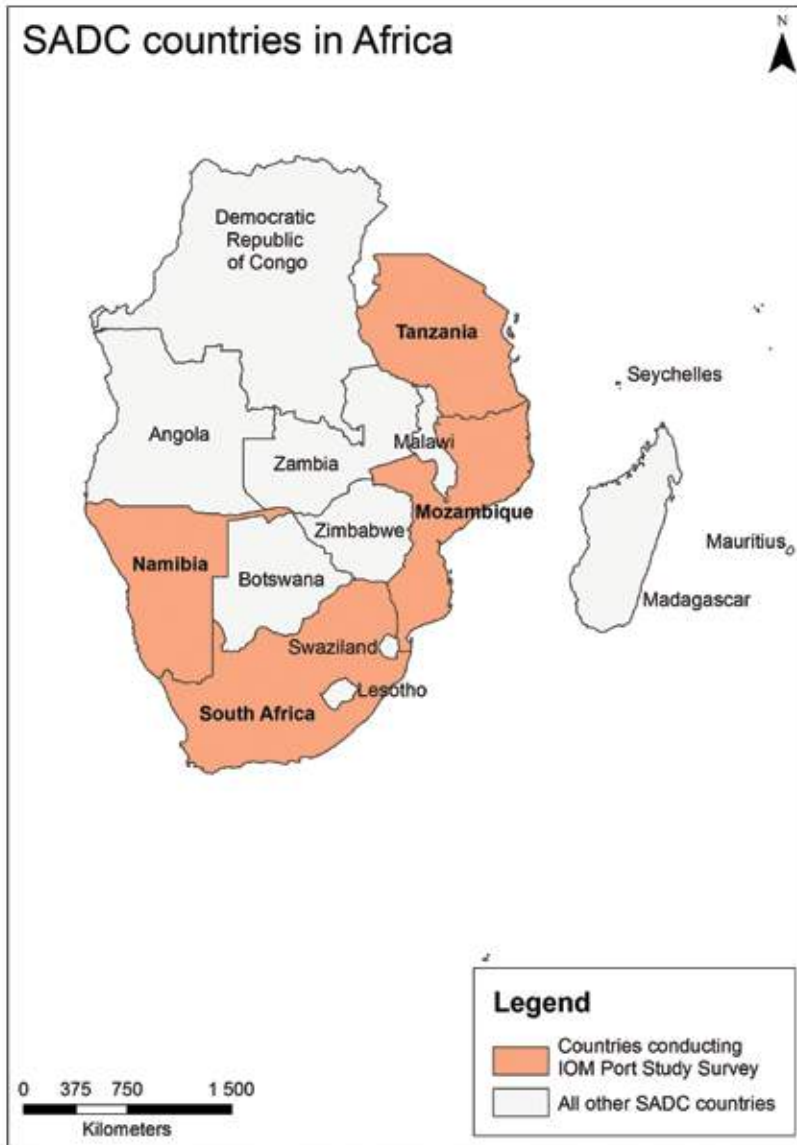 SADC countries in Africa
N
Democratic
Republic
of Congo
Tanzania
Seychelles
Angola
Malawi
Zambia
Mozambique
Zimbabwe
Mauritius
Namibia
Botswana
Madagascar
Swaziland
Lesotho
South Africa
Legend
Countries conducting
IOM Port Study Survey
All other SADC countries
0 375 750 1 500
Kilometers